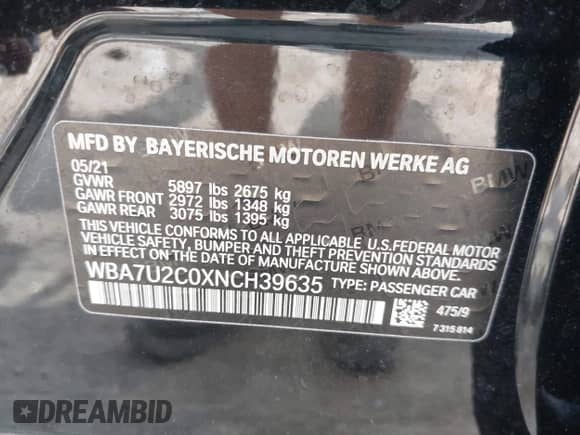 MFD BY BAYERISCHE MOTOREN WERKE AG
05/21
GVWR 5897 lbs 2675 kg
GAWR FRONT 2972 lbs 1348 kg
GAWR REAR 3075 lbs 1395 kg
THIS VEHICLE CONFORMS TO ALL APPLICABLE U.S.FEDERAL MOTOR
VEHICLE SAFETY, BUMPER AND THEFT PREVENTION STANDARDS
IN EFFECT ON THE DATE OF MANUFACTURE SHOWN ABOVE.
WBA7U2C0XNCH39635 TYPE: PASSENGER CAR
475/9
7 315 814
BMW
DREAMBID